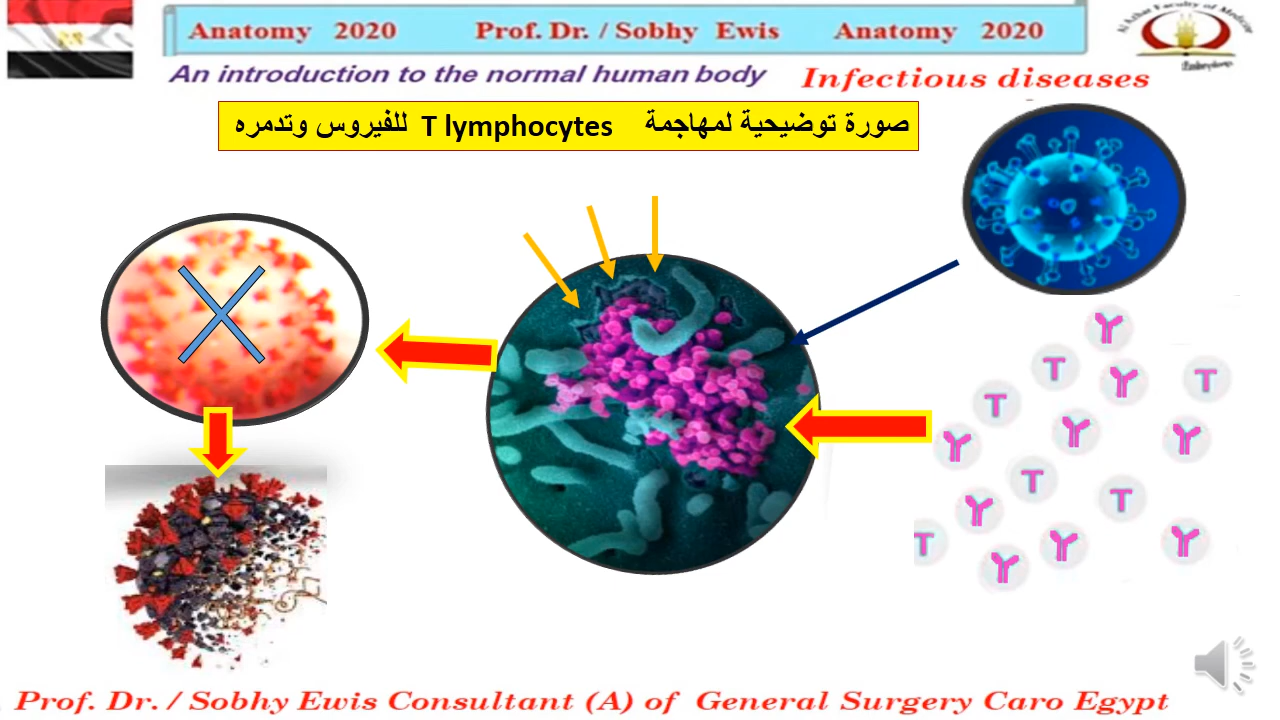 Anatomy 2020 Prof. Dr. / Sobhy Ewis Anatomy 2020
An introduction to the normal human body Infectious diseases
صورة توضيحية لمهاجمة T lymphocytes للفيروس وتدمره
T
T
T
T
T
T
Prof. Dr. / Sobhy Ewis Consultant (A) of General Surgery Caro Egypt